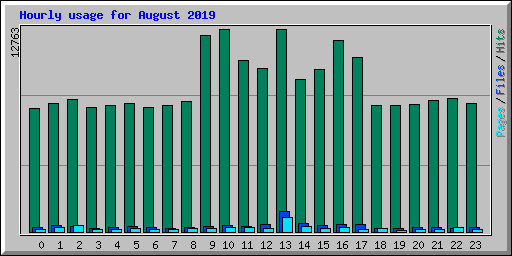 Hourly usage for August 2019
12763
Pages/Files/Hits
0 1 2 3 4 5 6 7 8 9 10 11 12 13 14 15 16 17 18 19 20 21 22 23